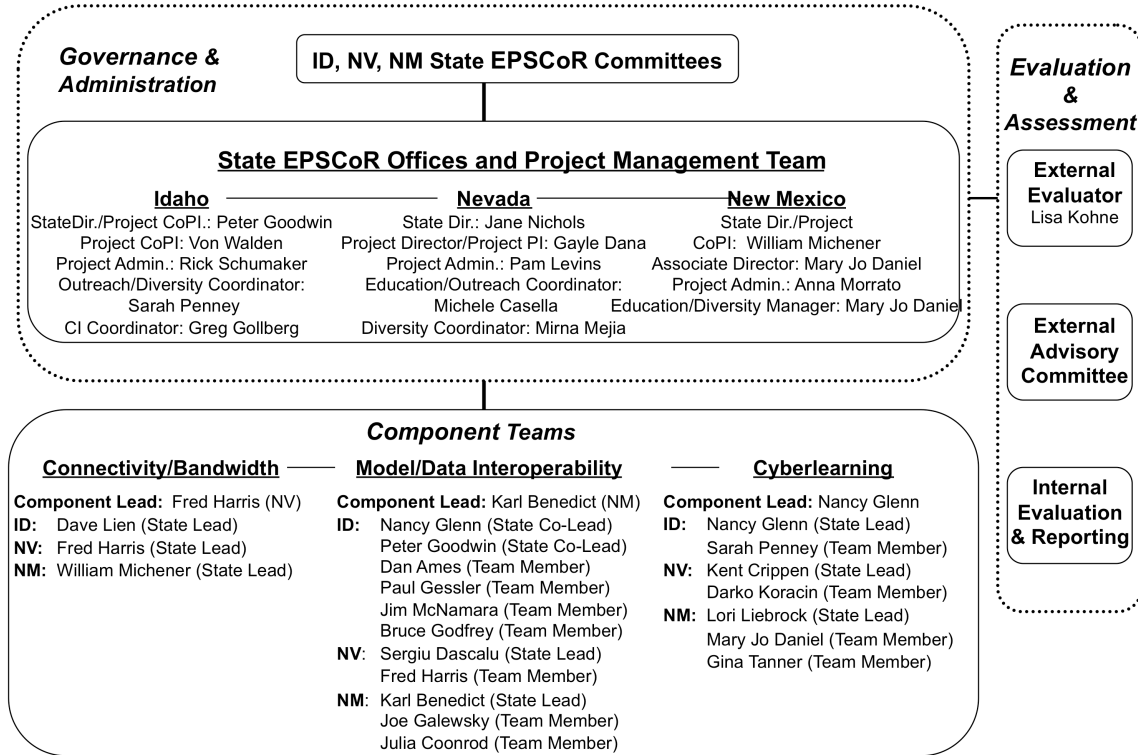 Governance &
Administration
ID, NV, NM State EPSCoR Committees
State EPSCoR Offices and Project Management Team
Idaho
StateDir./Project CoPI.: Peter Goodwin
Project CoPI: Von Walden
Project Admin.: Rick Schumaker
Outreach/Diversity Coordinator:
Sarah Penney
CI Coordinator: Greg Gollberg
Nevada
State Dir.: Jane Nichols
Project Director/Project PI: Gayle Dana
Project Admin.: Pam Levins
Education/Outreach Coordinator:
Michele Casella
Diversity Coordinator: Mirna Mejia
New Mexico
State Dir./Project
CoPI: William Michener
Associate Director: Mary Jo Daniel
Project Admin.: Anna Morrato
Education/Diversity Manager: Mary Jo Daniel
Evaluation
&
Assessment
External
Evaluator
Lisa Kohne
External
Advisory
Committee
Internal
Evaluation
& Reporting
Component Teams
Connectivity/Bandwidth
Component Lead: Fred Harris (NV)
ID: Dave Lien (State Lead)
NV: Fred Harris (State Lead)
NM: William Michener (State Lead)
Model/Data Interoperability
Component Lead: Karl Benedict (NM)
ID: Nancy Glenn (State Co-Lead)
Peter Goodwin (State Co-Lead)
Dan Ames (Team Member)
Paul Gessler (Team Member)
Jim McNamara (Team Member)
Bruce Godfrey (Team Member)
NV: Sergiu Dascalu (State Lead)
Fred Harris (Team Member)
NM: Karl Benedict (State Lead)
Joe Galewsky (Team Member)
Julia Coonrod (Team Member)
Cyberlearning
Component Lead: Nancy Glenn
ID: Nancy Glenn (State Lead)
Sarah Penney (Team Member)
NV: Kent Crippen (State Lead)
Darko Koracin (Team Member)
NM: Lori Liebrock (State Lead)
Mary Jo Daniel (Team Member)
Gina Tanner (Team Member)